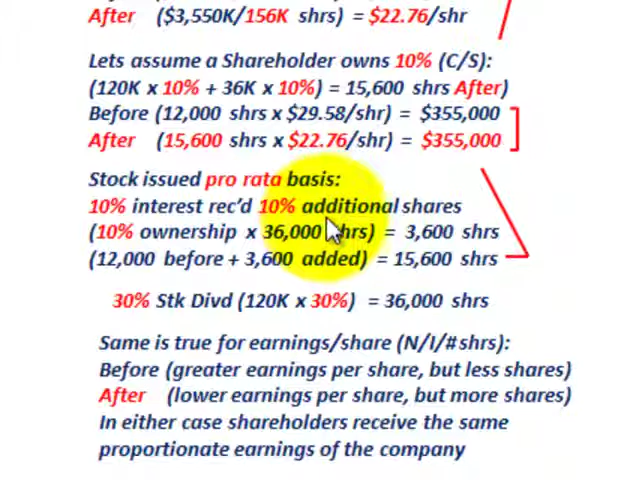 After ($3,550K/156K shrs) = $22.76/shr
Lets assume a Shareholder owns 10% (C/S):
(120K x 10% + 36K x 10%) = 15,600 shrs After)
Before (12,000 shrs x $29.58/shr) = $355,000
After (15,600 shrs x $22.76/shr) = $355,000
Stock issued pro rata basis:
10% interest rec'd 10% additional shares
(10% ownership x 36,000 shrs) = 3,600 shrs
(12,000 before + 3,600 added) = 15,600 shrs
30% Stk Divd (120K x 30%) = 36,000 shrs
Same is true for earnings/share (N/I/# shrs):
Before (greater earnings per share, but less shares)
After (lower earnings per share, but more shares)
In either case shareholders receive the same
proportionate earnings of the company